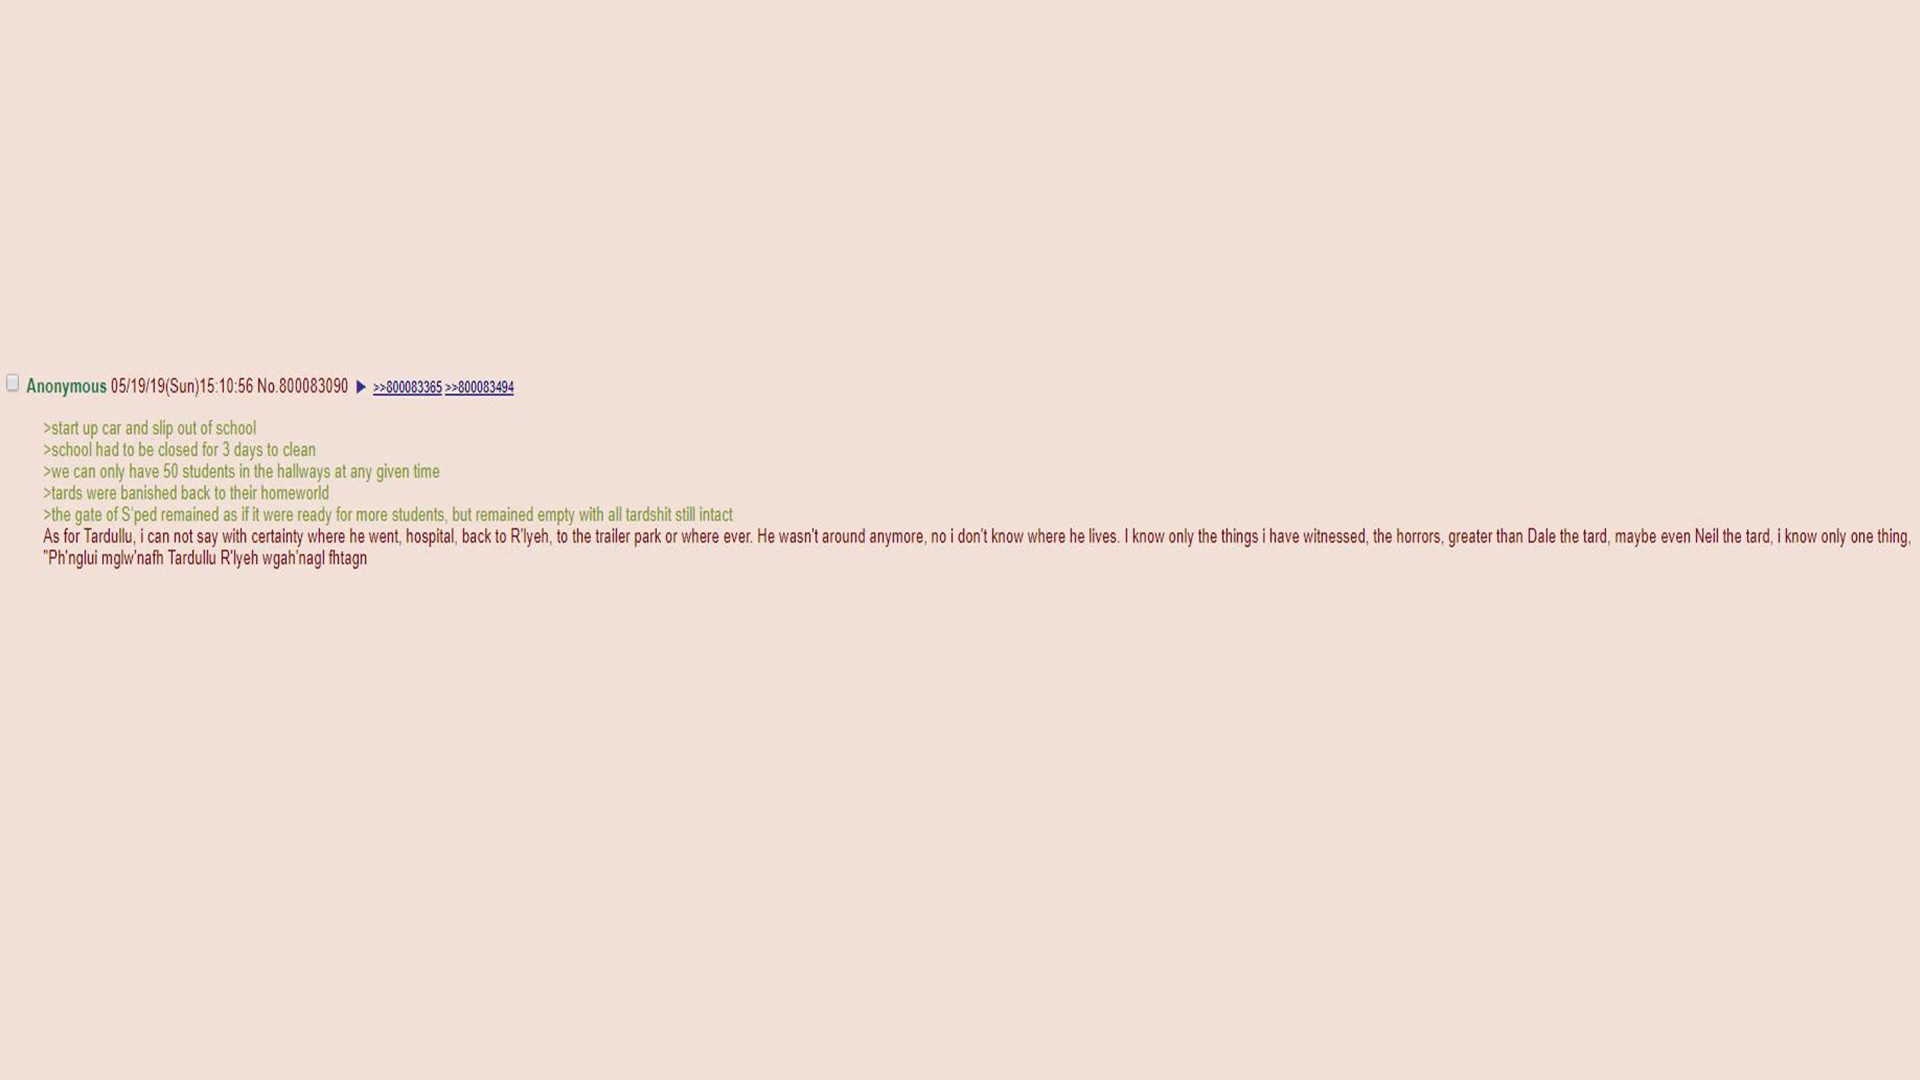 Anonymous 05/19/19(Sun)15:10:56 No.800083090 ▶ >>800083365 >>800083494
>start up car and slip out of school
>school had to be closed for 3 days to clean
>we can only have 50 students in the hallways at any given time
>tards were banished back to their homeworld
>the gate of S'ped remained as if it were ready for more students, but remained empty with all tardshit still intact
As for Tardullu, i can not say with certainty where he went, hospital, back to R'lyeh, to the trailer park or where ever. He wasn't around anymore, no i don't know where he lives. I know only the things i have witnessed, the horrors, greater than Dale the tard, maybe even Neil the tard, i know only one thing,
"Ph'nglui mglw'nafh Tardullu R'lyeh wgah'nagl fhtagn